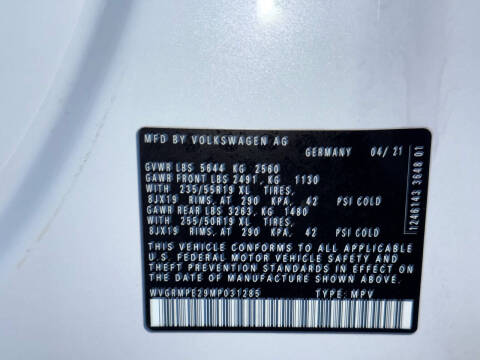 MFD BY VOLKSWAGEN AG
GERMANY 04/21
GVWR LBS 5644 KG 2560
GAWR FRONT LBS 2491, KG 1130
WITH 235/55R19 XL TIRES,
8JX19 RIMS, AT 290 KPA, 42 PSI COLD
GAWR REAR LBS 3263, KG 1480
WITH 255/50R19 XL TIRES,
8JX19 RIMS, AT 290 KPA, 42 PSI COLD
THIS VEHICLE CONFORMS TO ALL APPLICABLE
U.S. FEDERAL MOTOR VEHICLE SAFETY AND
THEFT PREVENTION STANDARDS IN EFFECT ON
THE DATE OF MANUFACTURE SHOWN ABOVE.
WVGRMPE29MP031285 TYPE: MPV
1246143 3648 01